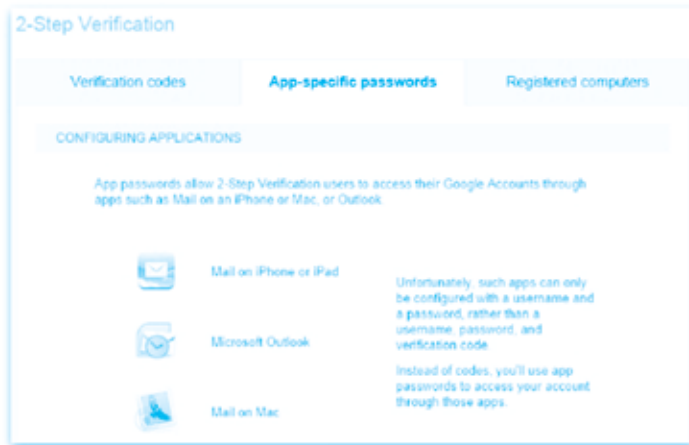 2-Step Verification
Verification codes
App-specific passwords
Registered computers
CONFIGURING APPLICATIONS
App passwords allow 2-Step Verification users to access their Google Accounts through
apps such as Mail on an iPhone or Mac, or Outlook
Mail on iPhone or iPad
Microsoft Outlook
Mail on Mac
Unfortunately, such apps can only
be configured with a username and
a password, rather than a
username, password, and
verification code
Instead of codes, you'll use app
passwords to access your account
through those apps.